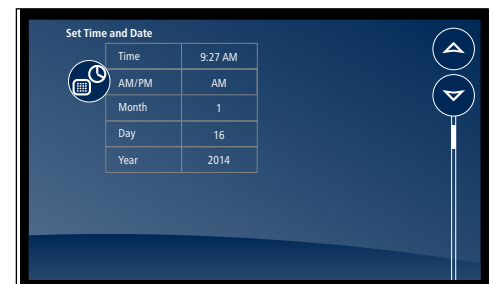 Set Time and Date
Time 9:27 AM
AM/PM AM
Month 1
Day 16
Year 2014